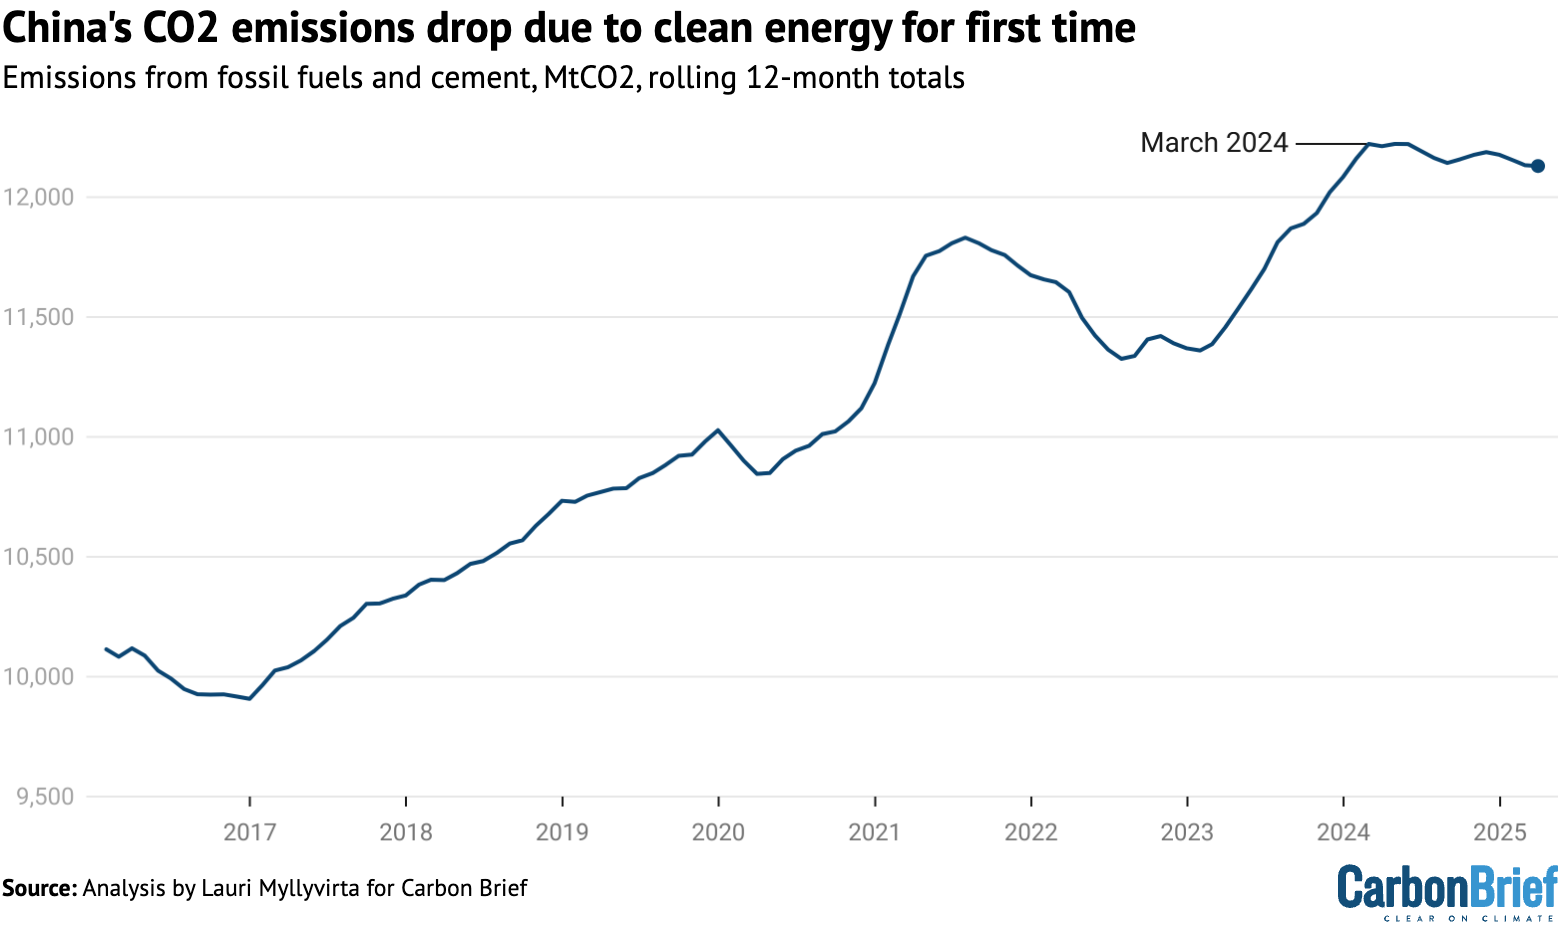 China's CO2 emissions drop due to clean energy for first time
Emissions from fossil fuels and cement, MtCO2, rolling 12-month totals
March 2024
12,000
11,500
11,000
10,500
10,000
9,500
2017 2018 2019 2020 2021 2022 2023 2024 2025
Source: Analysis by Lauri Myllyvirta for Carbon Brief
CarbonBrief
CLEAR ON CLIMATE